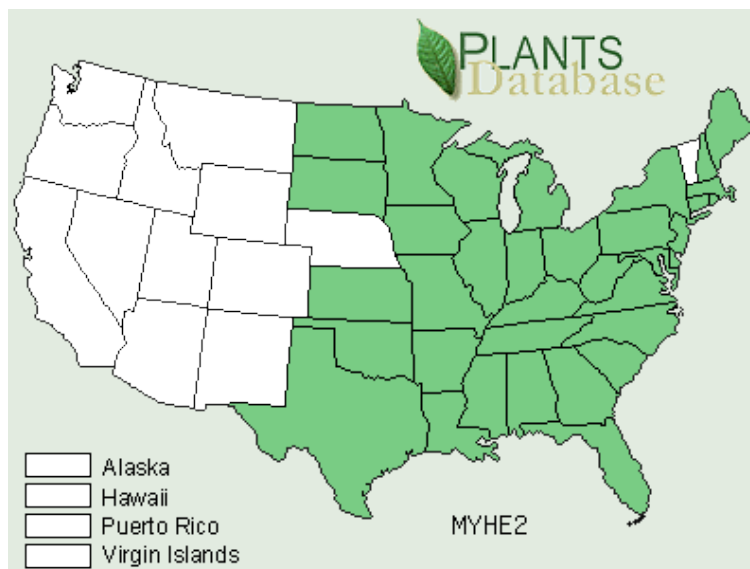 PLANTS
Database
Alaska
Hawaii
Puerto Rico
Virgin Islands
MYHE2